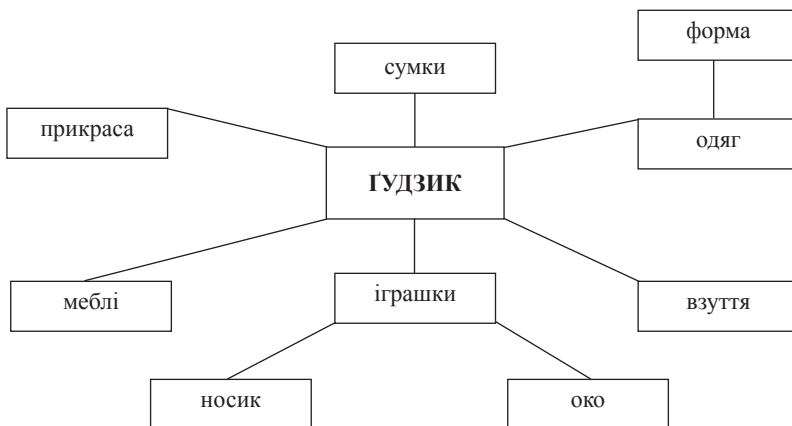 форма
сумки
прикраса
одяг
ҐУДЗИК
меблі
іграшки
взуття
носик
око